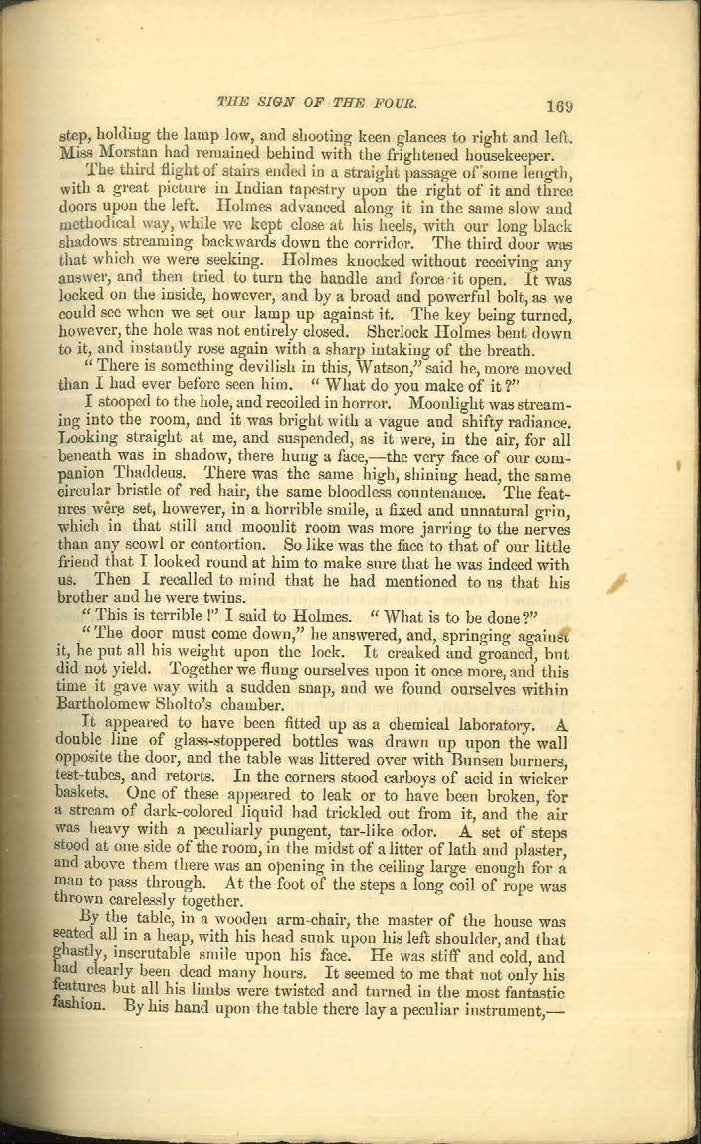 THE SIGN OF THE FOUR. 169
step, holding the lamp low, and shooting keen glances to right and left.
Miss Morstan had remained behind with the frightened housekeeper.
The third flight of stairs ended in a straight passage of some length,
with a great picture in Indian tapestry upon the right of it and three
doors upon the left. Holmes advanced along it in the same slow and
methodical way, while we kept close at his heels, with our long black
shadows streaming backwards down the corridor. The third door was
that which we were seeking. Holmes knocked without receiving any
answer, and then tried to turn the handle and force it open. It was
locked on the inside, however, and by a broad and powerful bolt, as we
could see when we set our lamp up against it. The key being turned,
however, the hole was not entirely closed. Sherlock Holmes bent down
to it, and instantly rose again with a sharp intaking of the breath.
"There is something devilish in this, Watson," said he, more moved
than I had ever before seen him. "What do you make of it?"
I stooped to the hole, and recoiled in horror. Moonlight was stream-
ing into the room, and it was bright with a vague and shifty radiance.
Looking straight at me, and suspended, as it were, in the air, for all
beneath was in shadow, there hung a face,—the very face of our com-
panion Thaddeus. There was the same high, shining head, the same
circular bristle of red hair, the same bloodless countenance. The feat-
ures were set, however, in a horrible smile, a fixed and unnatural grin,
which in that still and moonlit room was more jarring to the nerves
than any scowl or contortion. So like was the face to that of our little
friend that I looked round at him to make sure that he was indeed with
us. Then I recalled to mind that he had mentioned to us that his
brother and he were twins.
"This is terrible!" I said to Holmes. "What is to be done?"
"The door must come down," he answered, and, springing against
it, he put all his weight upon the lock. It creaked and groaned, but
did not yield. Together we flung ourselves upon it once more, and this
time it gave way with a sudden snap, and we found ourselves within
Bartholomew Sholto's chamber.
It appeared to have been fitted up as a chemical laboratory. A
double line of glass-stoppered bottles was drawn up upon the wall
opposite the door, and the table was littered over with Bunsen burners,
test-tubes, and retorts. In the corners stood carboys of acid in wicker
baskets. One of these appeared to leak or to have been broken, for
a stream of dark-colored liquid had trickled out from it, and the air
was heavy with a peculiarly pungent, tar-like odor. A set of steps
stood at one side of the room, in the midst of a litter of lath and plaster,
and above them there was an opening in the ceiling large enough for a
man to pass through. At the foot of the steps a long coil of rope was
thrown carelessly together.
By the table, in a wooden arm-chair, the master of the house was
seated all in a heap, with his head sunk upon his left shoulder, and that
ghastly, inscrutable smile upon his face. He was stiff and cold, and
had clearly been dead many hours. It seemed to me that not only his
features but all his limbs were twisted and turned in the most fantastic
fashion. By his hand upon the table there lay a peculiar instrument,—